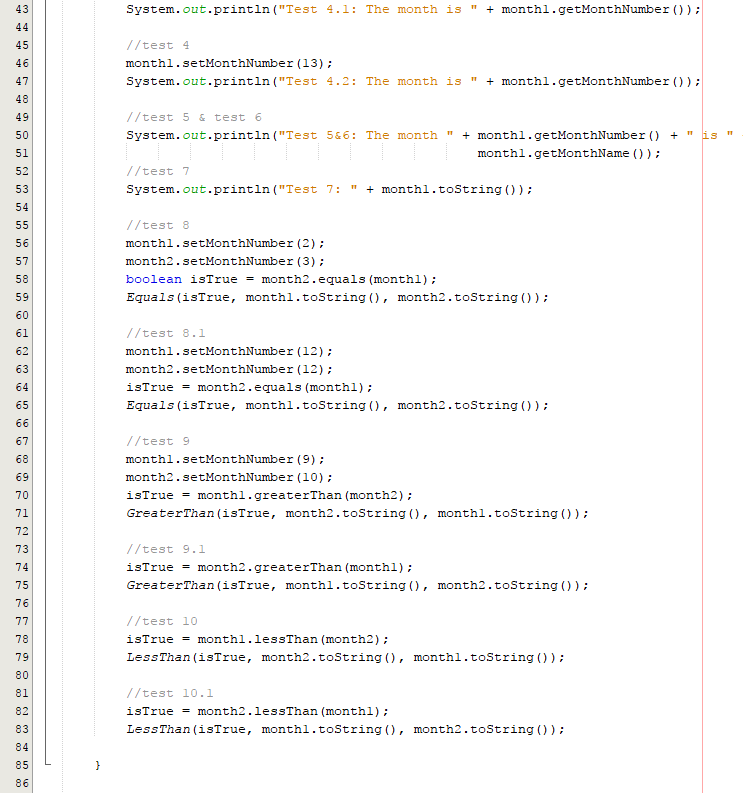 43 System.out.println("Test 4.1: The month is " + month1.getMonthNumber());
44
45 //test 4
46 month1.setMonthNumber(13);
47 System.out.println("Test 4.2: The month is " + month1.getMonthNumber());
48
49 //test 5 & test 6
50 System.out.println("Test 5&6: The month " + month1.getMonthNumber() + " is "
51 month1.getMonthName());
52 //test 7
53 System.out.println("Test 7: " + month1.toString());
54
55 //test 8
56 month1.setMonthNumber(2);
57 month2.setMonthNumber(3);
58 boolean isTrue = month2.equals(month1);
59 Equals(isTrue, month1.toString(), month2.toString());
60
61 //test 8.1
62 month1.setMonthNumber(12);
63 month2.setMonthNumber(12);
64 isTrue = month2.equals(month1);
65 Equals(isTrue, month1.toString(), month2.toString());
66
67 //test 9
68 month1.setMonthNumber(9);
69 month2.setMonthNumber(10);
70 isTrue = month1.greaterThan(month2);
71 GreaterThan(isTrue, month2.toString(), month1.toString());
72
73 //test 9.1
74 isTrue = month2.greaterThan(month1);
75 GreaterThan(isTrue, month1.toString(), month2.toString());
76
77 //test 10
78 isTrue = month1.lessThan(month2);
79 LessThan(isTrue, month2.toString(), month1.toString());
80
81 //test 10.1
82 isTrue = month2.lessThan(month1);
83 LessThan(isTrue, month1.toString(), month2.toString());
84
85 }
86